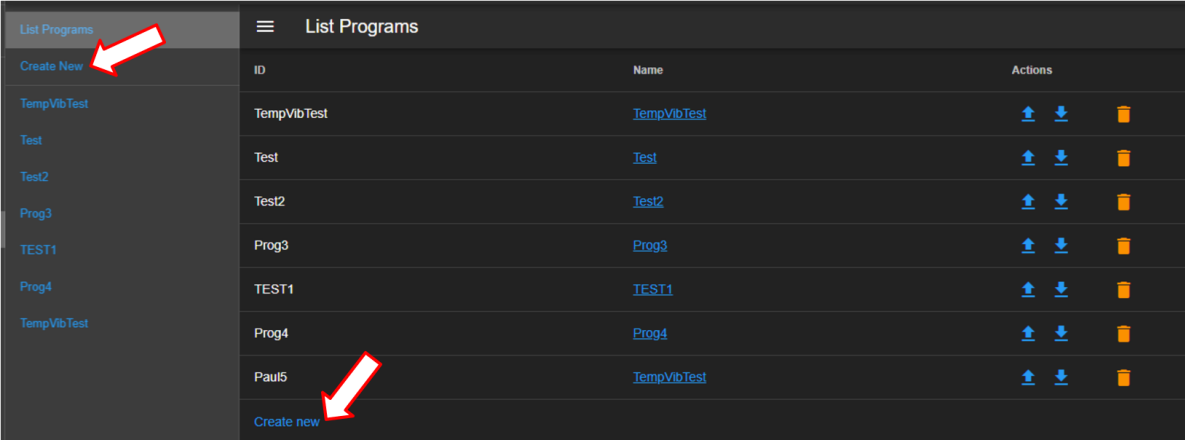 List Programs
Create New
TempVibTest
Test
Test2
Prog3
TEST1
Prog4
TempVibTest
List Programs
ID Name Actions
TempVibTest TempVibTest
Test Test
Test2 Test2
Prog3 Prog3
TEST1 TEST1
Prog4 Prog4
Paul5 TempVibTest
Create new